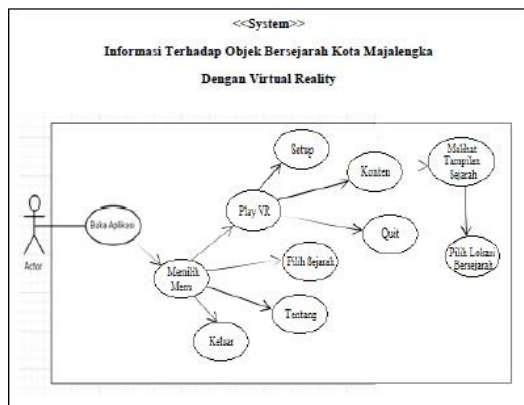 <<System>>
Informasi Terhadap Objek Bersejarah Kota Majalengka
Dengan Virtual Reality
Setup
Melihat
Tampilan
Sejarah
Konten
Play VR
Buka Aplikasi
Quit
Actor
Memilih
Menu
Pilih Sejarah
Pilih Lokasi
Bersejarah
Tentang
Keluar